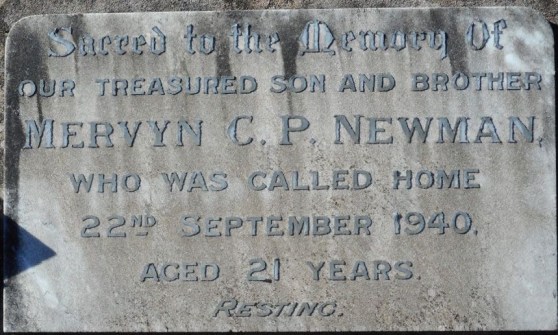 Sacred to the Memory Of
OUR TREASURED SON AND BROTHER
MERVYN C. P. NEWMAN,
WHO WAS CALLED HOME
22ND SEPTEMBER 1940.
AGED 21 YEARS.
RESTING.